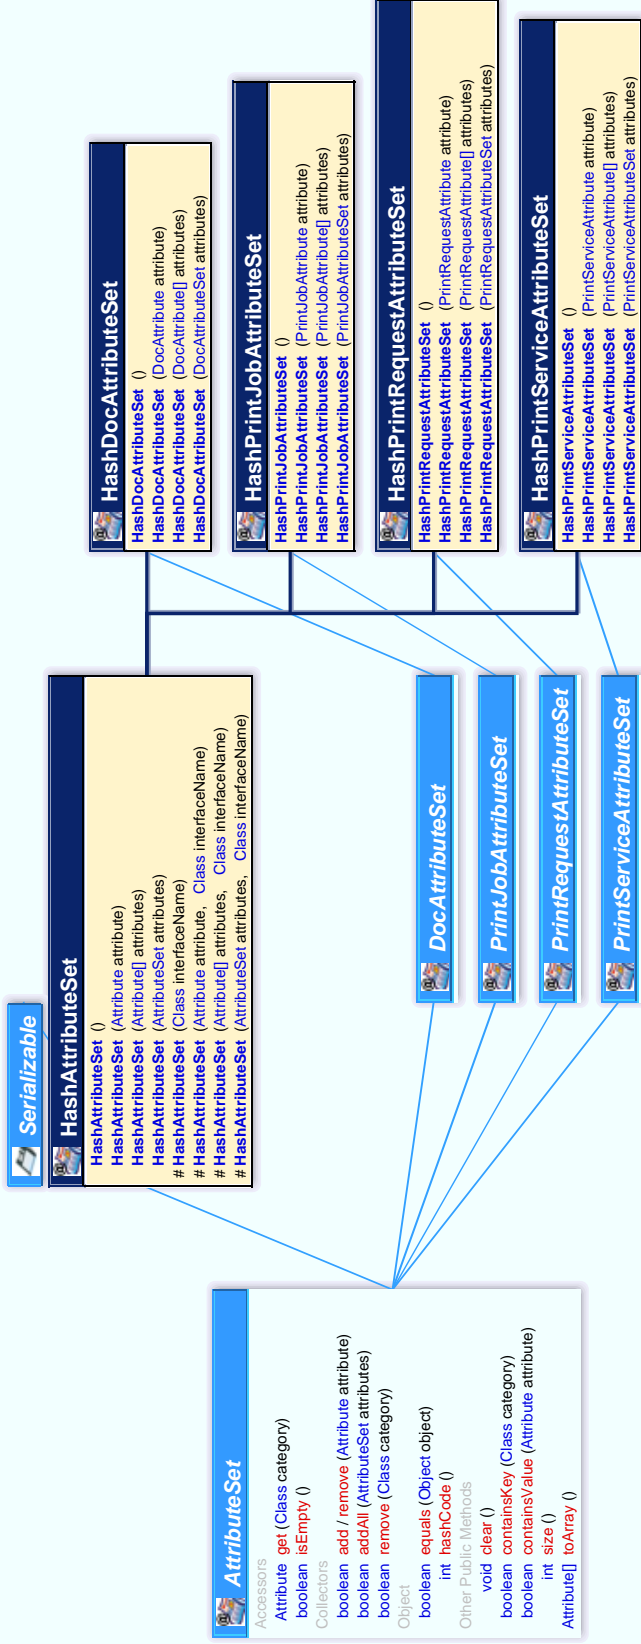 AttributeSet
Accessors
Attribute get (Class category)
boolean isEmpty ()
Collectors
boolean add / remove (Attribute attribute)
boolean addAll (AttributeSet attributes)
boolean remove (Class category)
Object
boolean equals (Object object)
int hashCode ()
Other Public Methods
void clear ()
boolean containsKey (Class category)
boolean containsValue (Attribute attribute)
int size ()
Attribute[] toArray ()
Serializable
HashAttributeSet
HashAttributeSet ()
HashAttributeSet (Attribute attribute)
HashAttributeSet (Attribute[] attributes)
HashAttributeSet (AttributeSet attributes)
# HashAttributeSet (Class interfaceName)
# HashAttributeSet (Attribute attribute, Class interfaceName)
# HashAttributeSet (Attribute[] attributes, Class interfaceName)
# HashAttributeSet (AttributeSet attributes, Class interfaceName)
DocAttributeSet
PrintJobAttributeSet
PrintRequestAttributeSet
PrintServiceAttributeSet
HashDocAttributeSet
HashDocAttributeSet ()
HashDocAttributeSet (DocAttribute attribute)
HashDocAttributeSet (DocAttribute[] attributes)
HashDocAttributeSet (DocAttributeSet attributes)
HashPrintJobAttributeSet
HashPrintJobAttributeSet ()
HashPrintJobAttributeSet (PrintJobAttribute attribute)
HashPrintJobAttributeSet (PrintJobAttribute[] attributes)
HashPrintJobAttributeSet (PrintJobAttributeSet attributes)
HashPrintRequestAttributeSet
HashPrintRequestAttributeSet ()
HashPrintRequestAttributeSet (PrintRequestAttribute attribute)
HashPrintRequestAttributeSet (PrintRequestAttribute[] attributes)
HashPrintRequestAttributeSet (PrintRequestAttributeSet attributes)
HashPrintServiceAttributeSet
HashPrintServiceAttributeSet ()
HashPrintServiceAttributeSet (PrintServiceAttribute attribute)
HashPrintServiceAttributeSet (PrintServiceAttribute[] attributes)
HashPrintServiceAttributeSet (PrintServiceAttributeSet attributes)